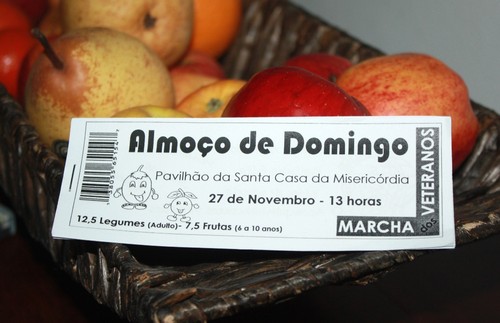 Almoço de Domingo
Pavilhão da Santa Casa da Misericórdia
27 de Novembro - 13 horas
12,5 Legumes (Adulto)- 7,5 Frutas (6 a 10 anos)
MARCHA dos VETERANOS